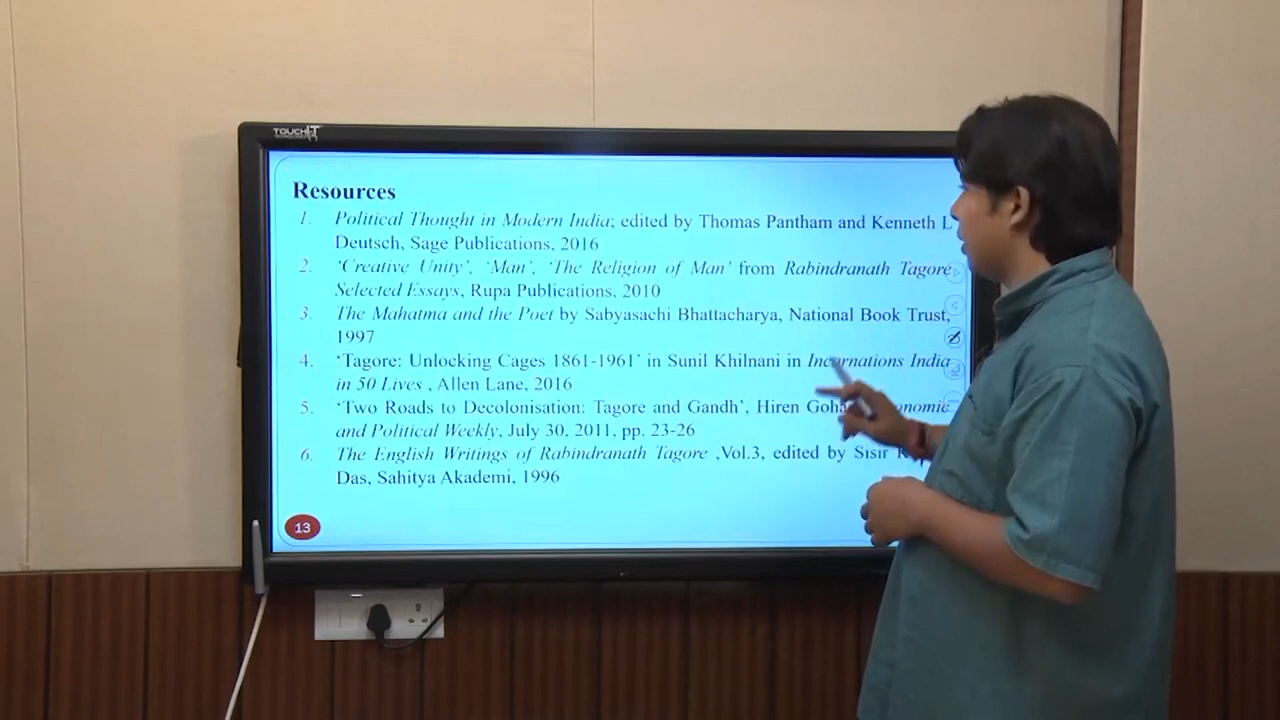 TOUCHIT
Resources
1. Political Thought in Modern India; edited by Thomas Pantham and Kenneth L
Deutsch, Sage Publications, 2016
2. ‘Creative Unity’, ‘Man’, ‘The Religion of Man’ from Rabindranath Tagore
Selected Essays, Rupa Publications, 2010
3. The Mahatma and the Poet by Sabyasachi Bhattacharya, National Book Trust,
1997
4. ‘Tagore: Unlocking Cages 1861-1961’ in Sunil Khilnani in Incarnations India
in 50 Lives , Allen Lane, 2016
5. ‘Two Roads to Decolonisation: Tagore and Gandh’, Hiren
and Political Weekly, July 30, 2011, pp. 23-26
6. The English Writings of Rabindranath Tagore ,Vol.3, edited by Sisir
Das, Sahitya Akademi, 1996
13